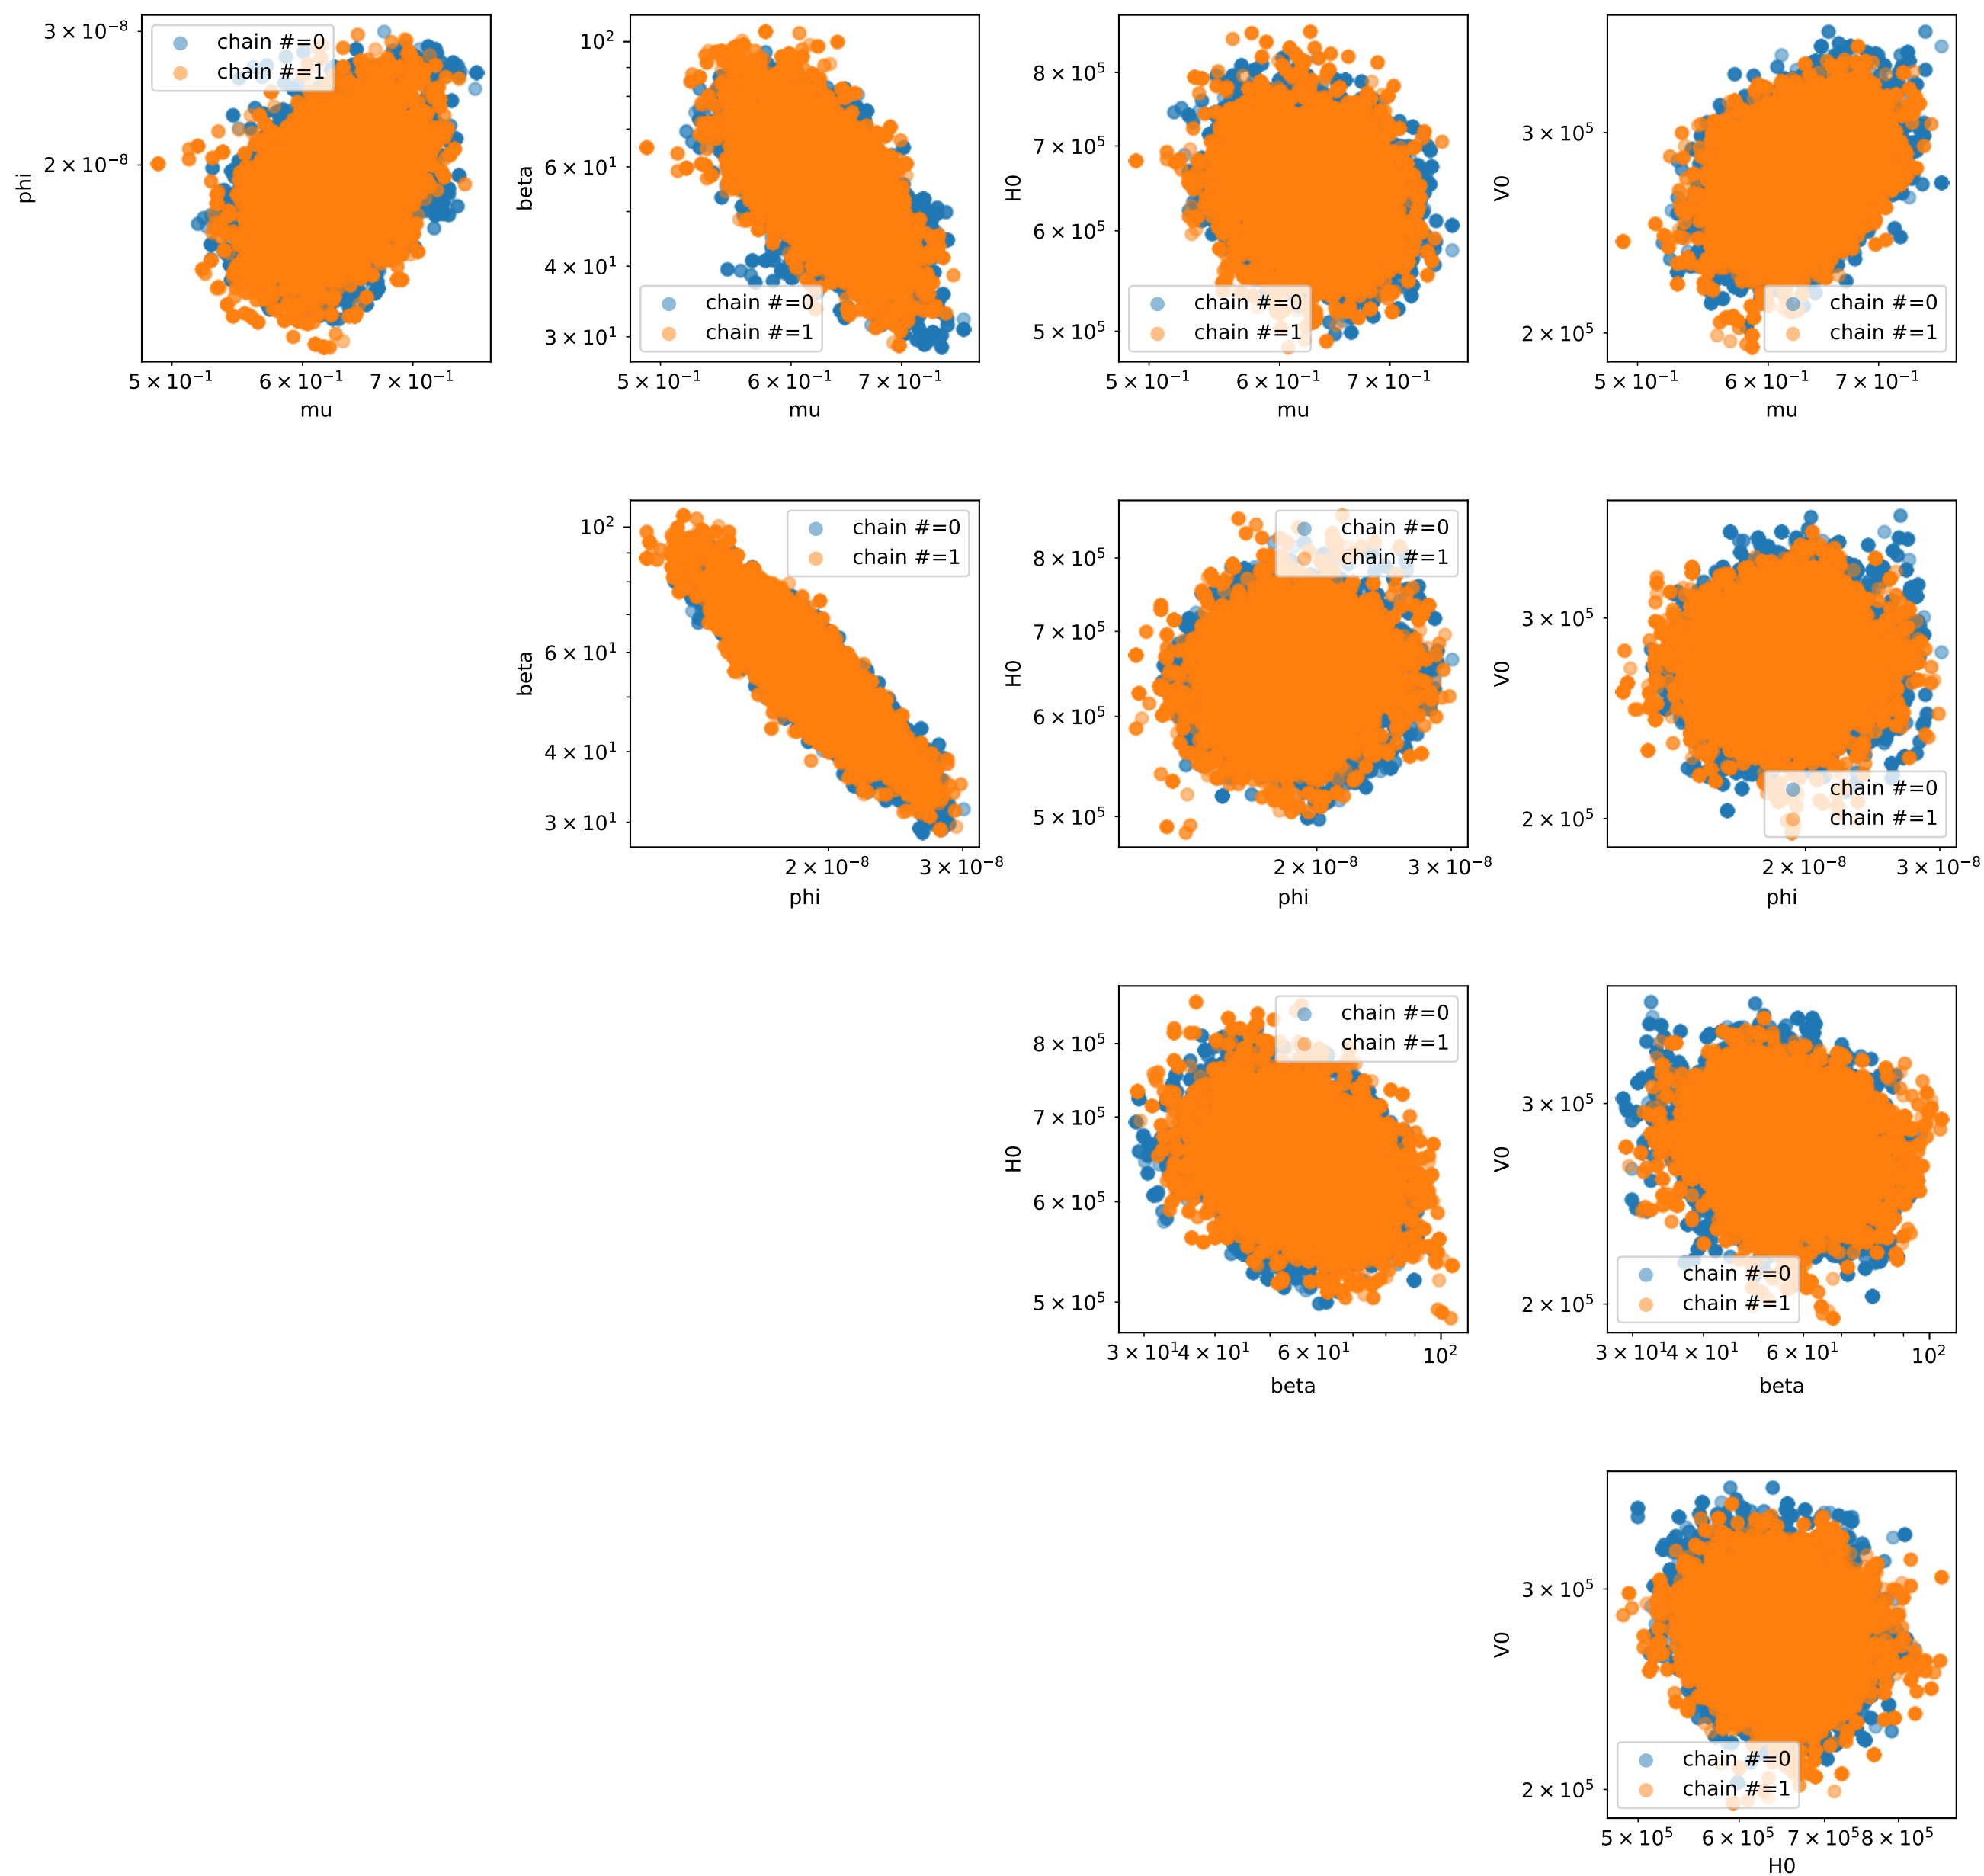 3 × 10⁻⁸
2 × 10⁻⁸
phi
chain #=0
chain #=1
5 × 10⁻¹
6 × 10⁻¹
7 × 10⁻¹
mu
10²
6 × 10¹
4 × 10¹
3 × 10¹
beta
chain #=0
chain #=1
5 × 10⁻¹
6 × 10⁻¹
7 × 10⁻¹
mu
8 × 10⁵
7 × 10⁵
6 × 10⁵
5 × 10⁵
H0
chain #=0
chain #=1
5 × 10⁻¹
6 × 10⁻¹
7 × 10⁻¹
mu
3 × 10⁵
2 × 10⁵
V0
chain #=0
chain #=1
5 × 10⁻¹
6 × 10⁻¹
7 × 10⁻¹
mu
10²
6 × 10¹
4 × 10¹
3 × 10¹
beta
chain #=0
chain #=1
2 × 10⁻⁸
3 × 10⁻⁸
phi
8 × 10⁵
7 × 10⁵
6 × 10⁵
5 × 10⁵
H0
chain #=0
chain #=1
2 × 10⁻⁸
3 × 10⁻⁸
phi
3 × 10⁵
2 × 10⁵
V0
chain #=0
chain #=1
2 × 10⁻⁸
3 × 10⁻⁸
phi
8 × 10⁵
7 × 10⁵
6 × 10⁵
5 × 10⁵
H0
chain #=0
chain #=1
3 × 10¹
4 × 10¹
6 × 10¹
10²
beta
3 × 10⁵
2 × 10⁵
V0
chain #=0
chain #=1
3 × 10¹
4 × 10¹
6 × 10¹
10²
beta
3 × 10⁵
2 × 10⁵
V0
chain #=0
chain #=1
5 × 10⁵
6 × 10⁵
7 × 10⁵
8 × 10⁵
H0